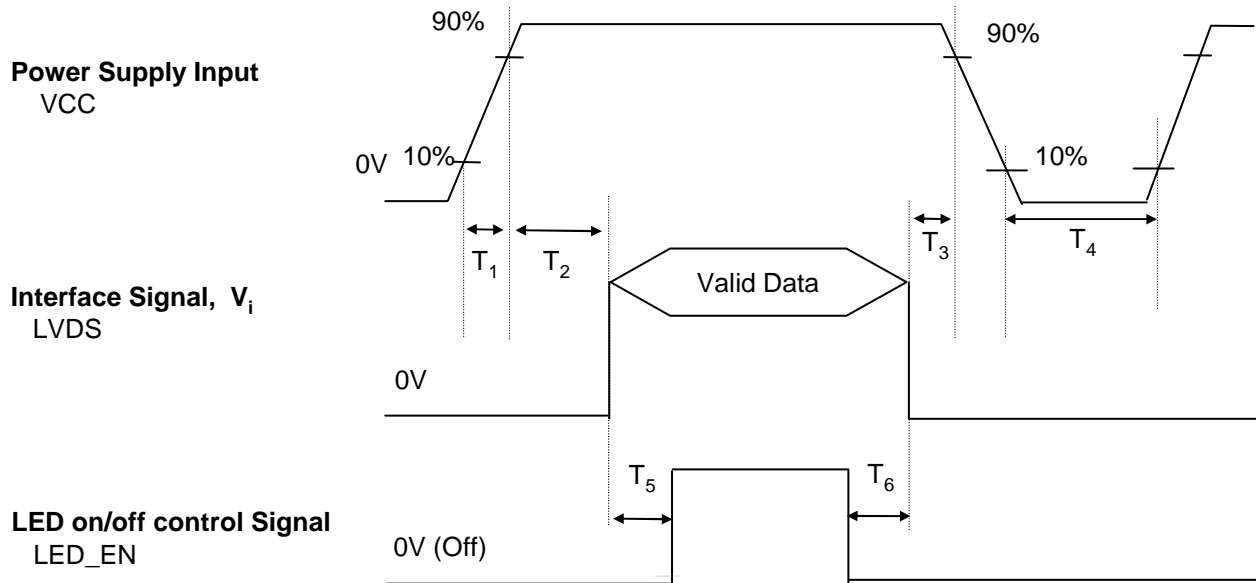 90%
90%
Power Supply Input
VCC
0V 10%
10%
T1 T2 T3 T4
Interface Signal, Vi
LVDS
Valid Data
0V
T5 T6
LED on/off control Signal
LED_EN
0V (Off)